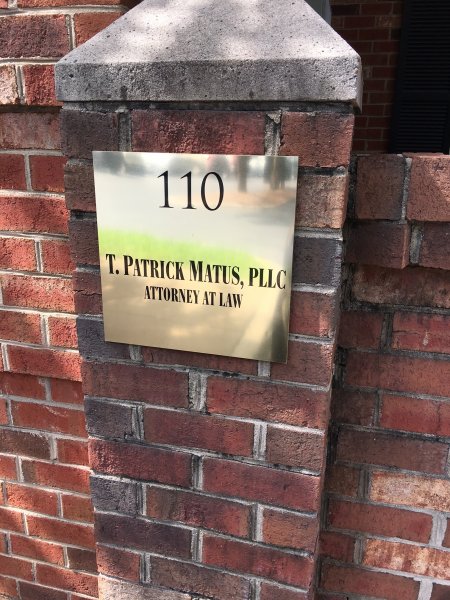 110
T. PATRICK MATUS, PLLC
ATTORNEY AT LAW